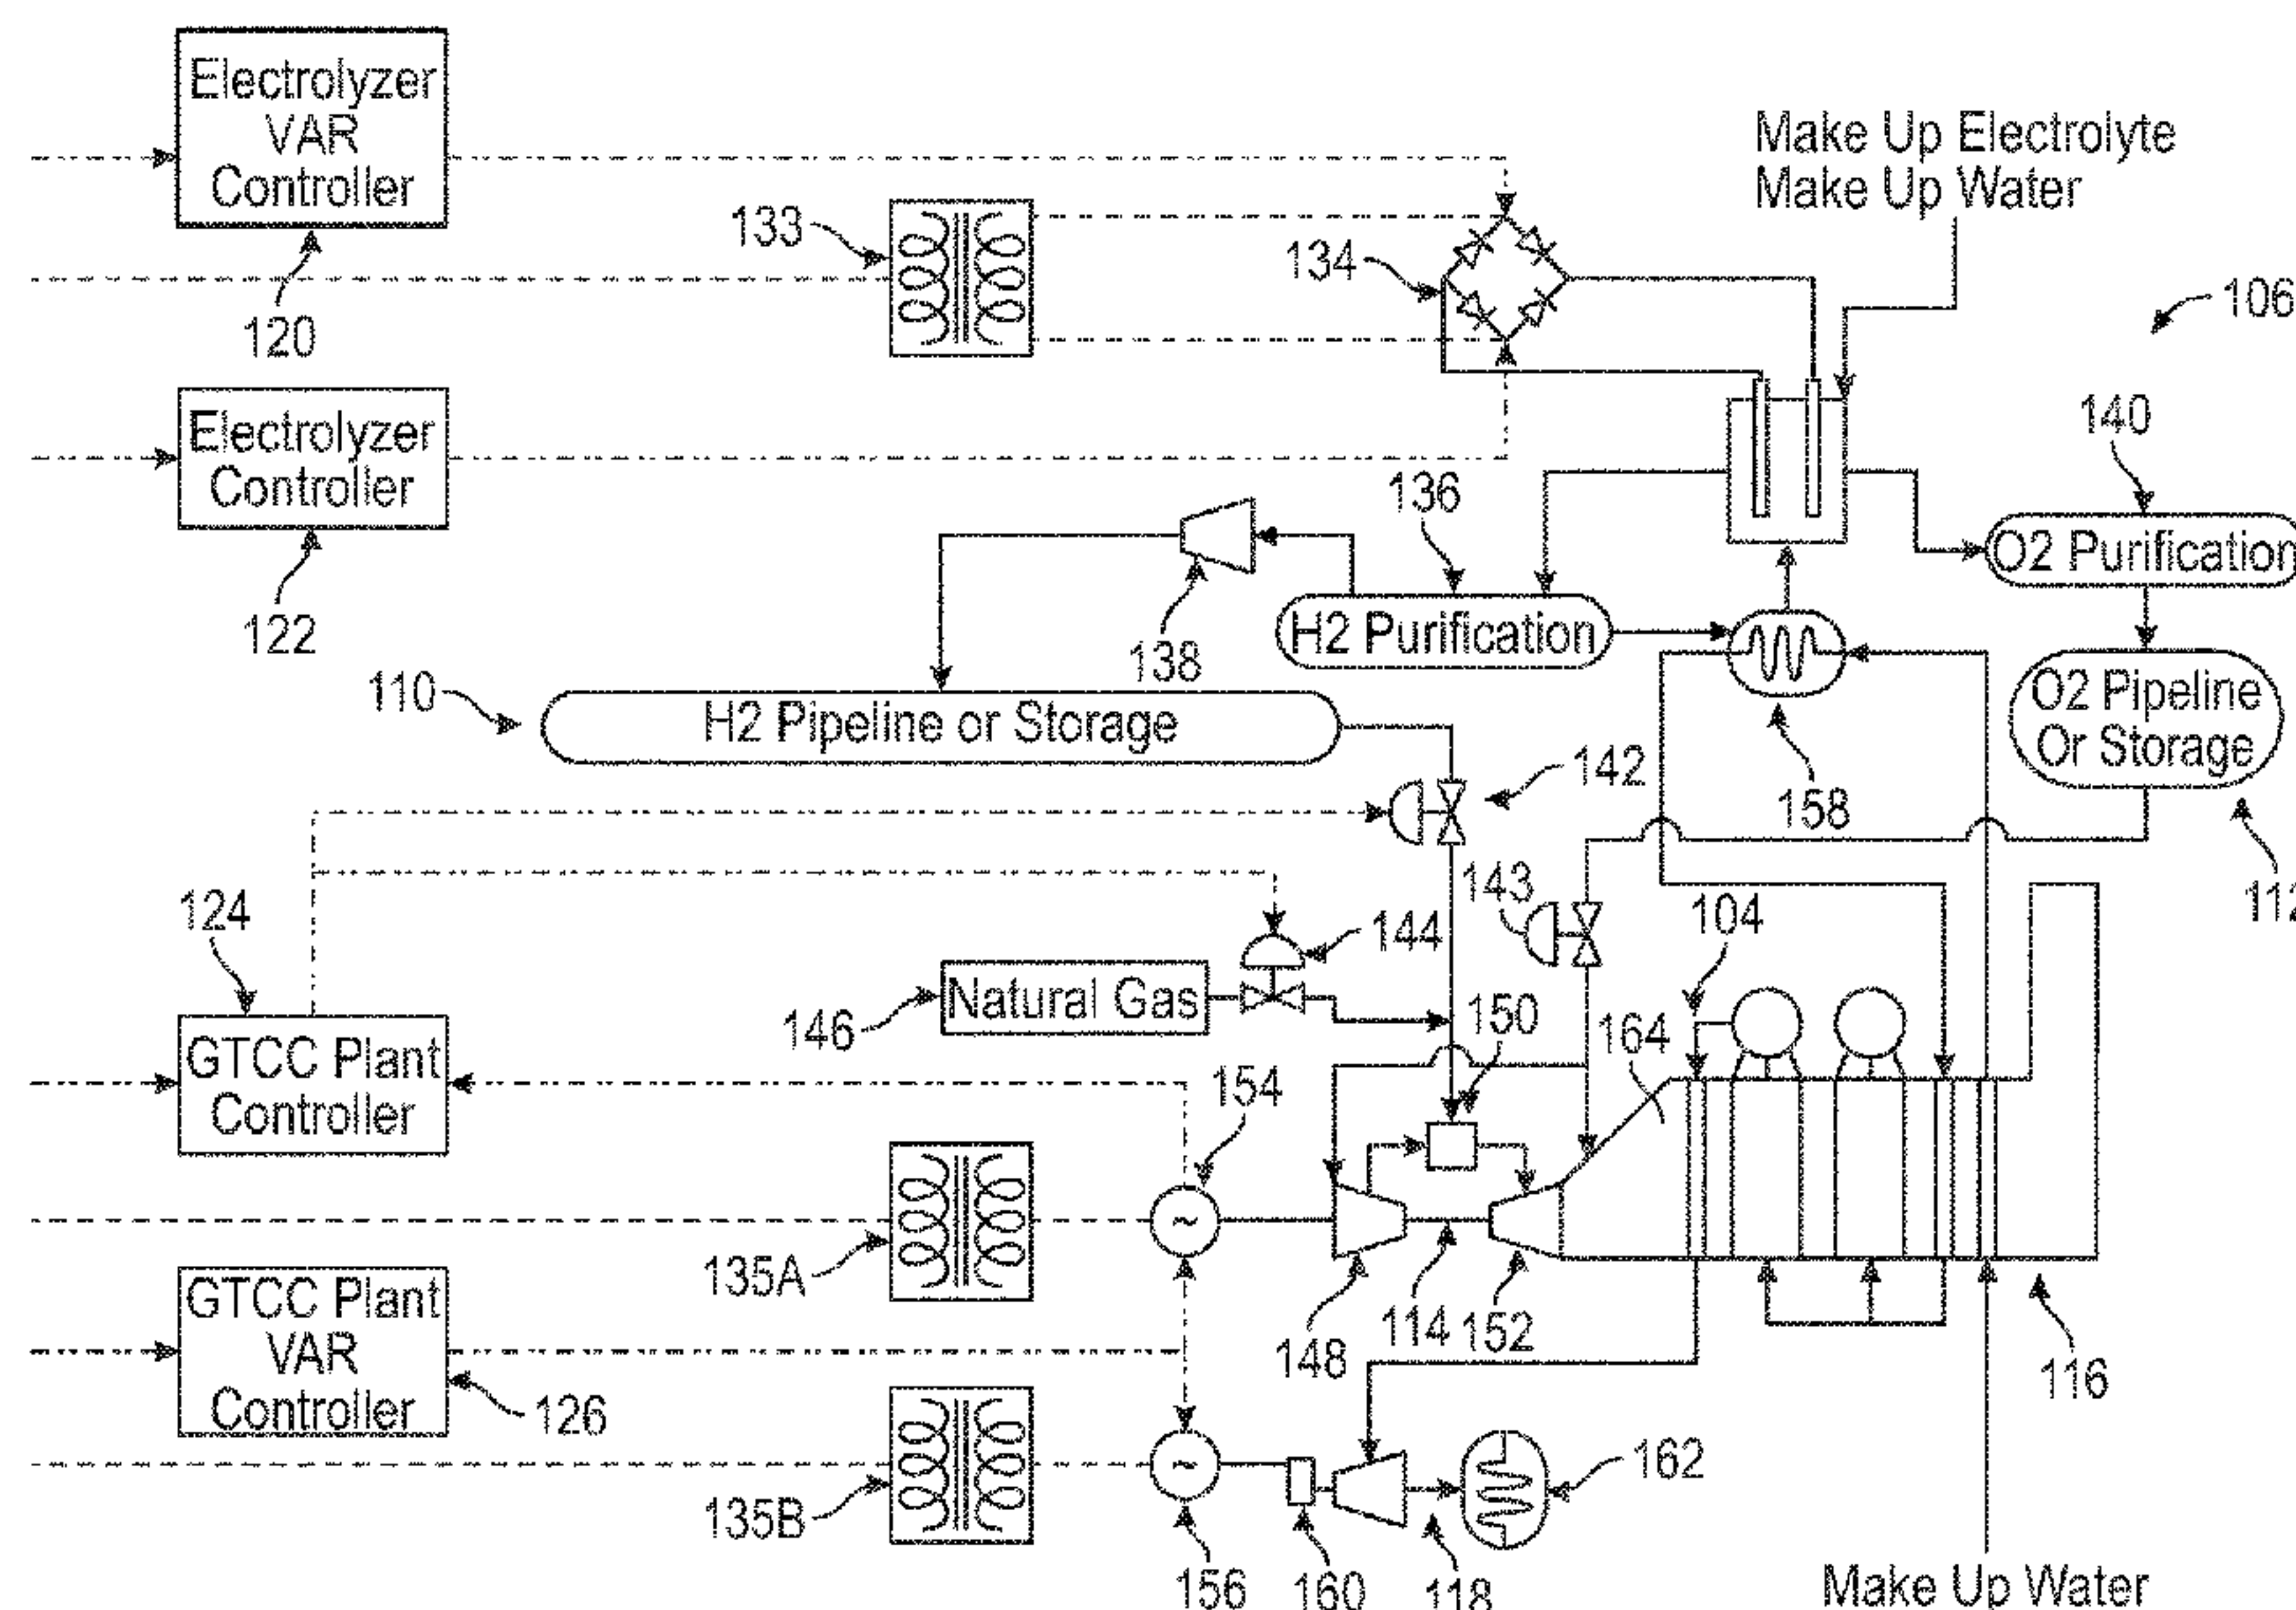 Electrolyzer
VAR
Controller
120
133
134
Make Up Electrolyte
Make Up Water
106
Electrolyzer
Controller
122
136
140
138
H2 Purification
O2 Purification
110
H2 Pipeline or Storage
158
O2 Pipeline
Or Storage
142
143
112
124
144
104
146
Natural Gas
150
164
GTCC Plant
Controller
154
135A
148
114
152
116
GTCC Plant
VAR
Controller
126
135B
156
160
118
162
Make Up Water
~
~